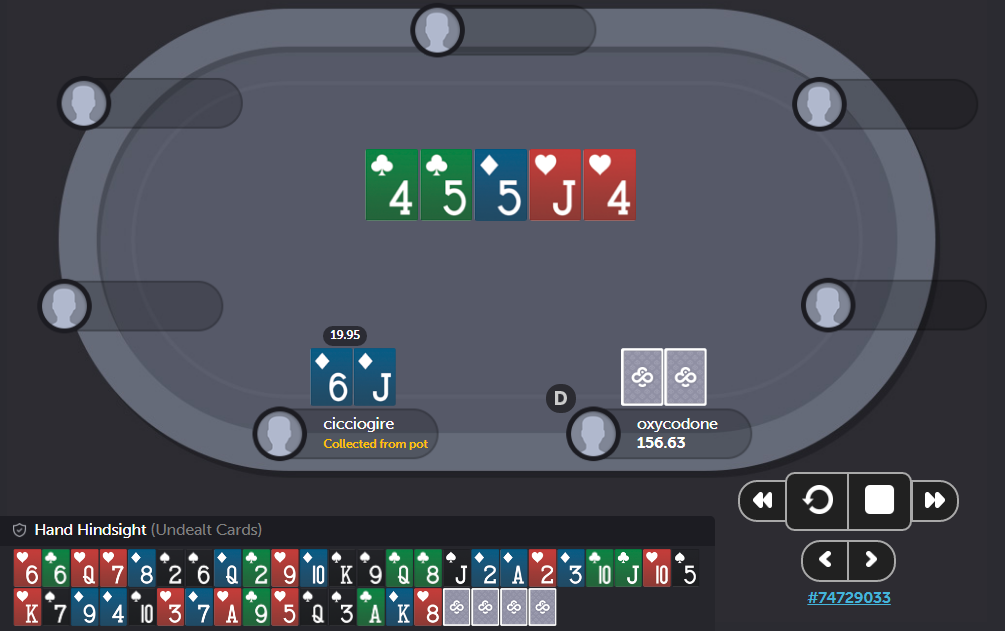 4 5 5 J 4
19.95
6 J
D
cicciogire
Collected from pot
oxycodone
156.63
Hand Hindsight (Undealt Cards)
6 6 Q 7 8 2 6 Q 2 9 10 K 9 Q 8 J 2 A 2 3 10 J 10 5
K 7 9 4 10 3 7 A 9 5 Q 3 A K 8
#74729033